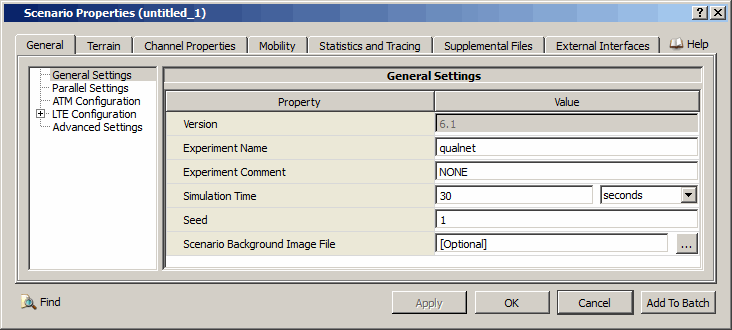 Scenario Properties (untitled_1)
General Terrain Channel Properties Mobility Statistics and Tracing Supplemental Files External Interfaces Help
General Settings
Parallel Settings
ATM Configuration
LTE Configuration
Advanced Settings
General Settings
Property Value
Version 6.1
Experiment Name qualnet
Experiment Comment NONE
Simulation Time 30 seconds
Seed 1
Scenario Background Image File [Optional] ...
Find Apply OK Cancel Add To Batch